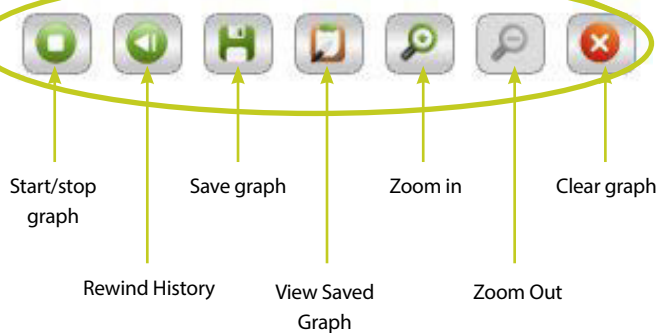 Start/stop
graph
Save graph
Zoom in
Clear graph
Rewind History
View Saved
Graph
Zoom Out